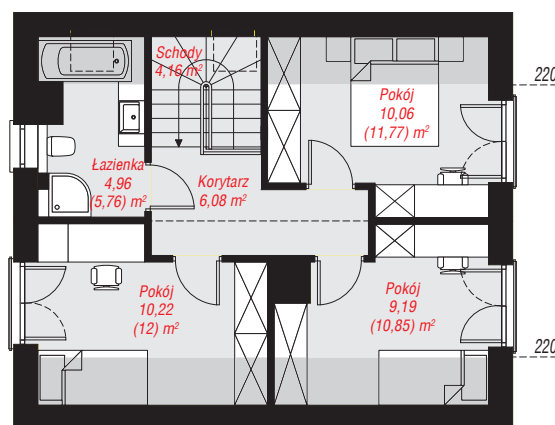 Schody
4,16 m²
220
Pokój
10,06
(11,77) m²
Łazienka
4,96
(5,76) m²
Korytarz
6,08 m²
Pokój
10,22
(12) m²
Pokój
9,19
(10,85) m²
220